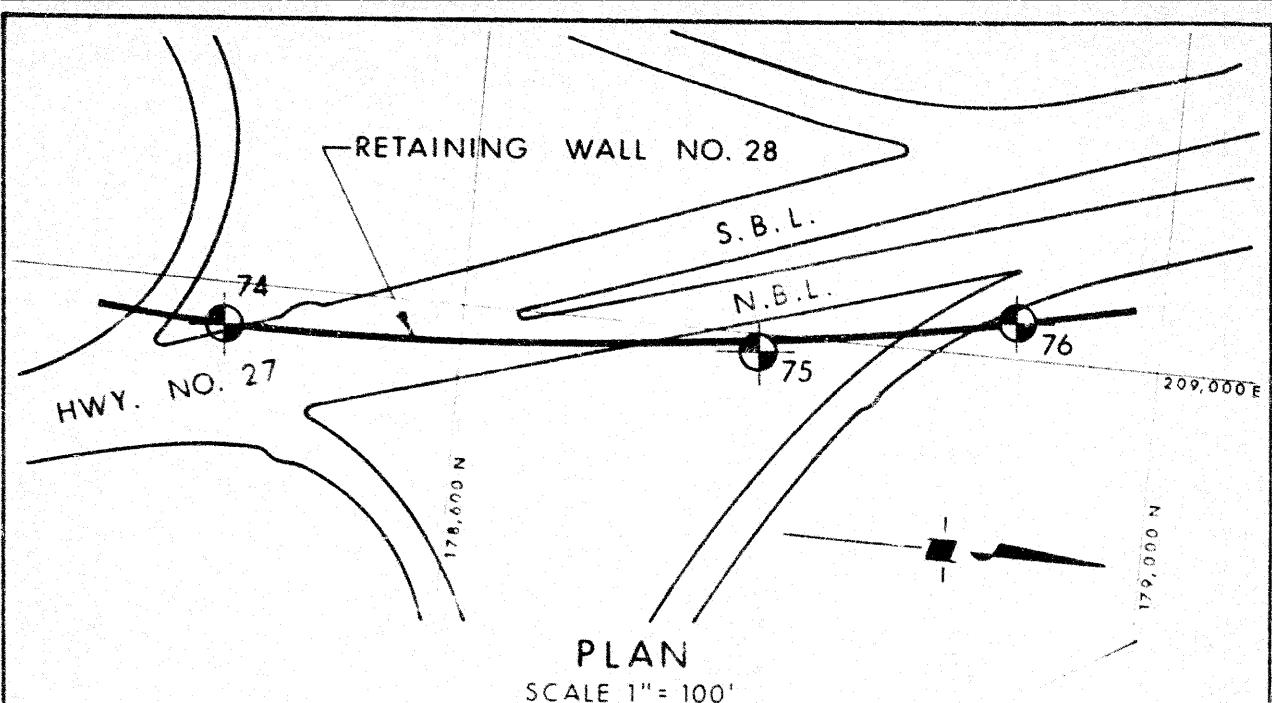 RETAINING WALL NO. 28
S.B.L.
74
N.B.L.
75
76
HWY. NO. 27
209,000 E
178,600 N
179,000 N
PLAN
SCALE 1" = 100'